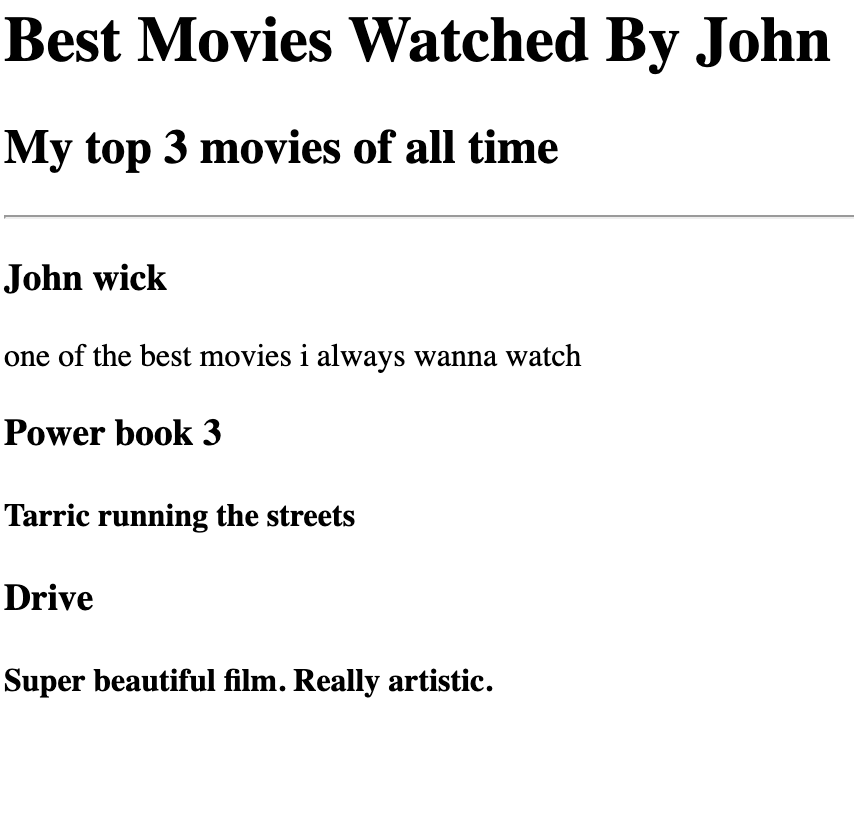 Best Movies Watched By John
My top 3 movies of all time
John wick
one of the best movies i always wanna watch
Power book 3
Tarric running the streets
Drive
Super beautiful film. Really artistic.